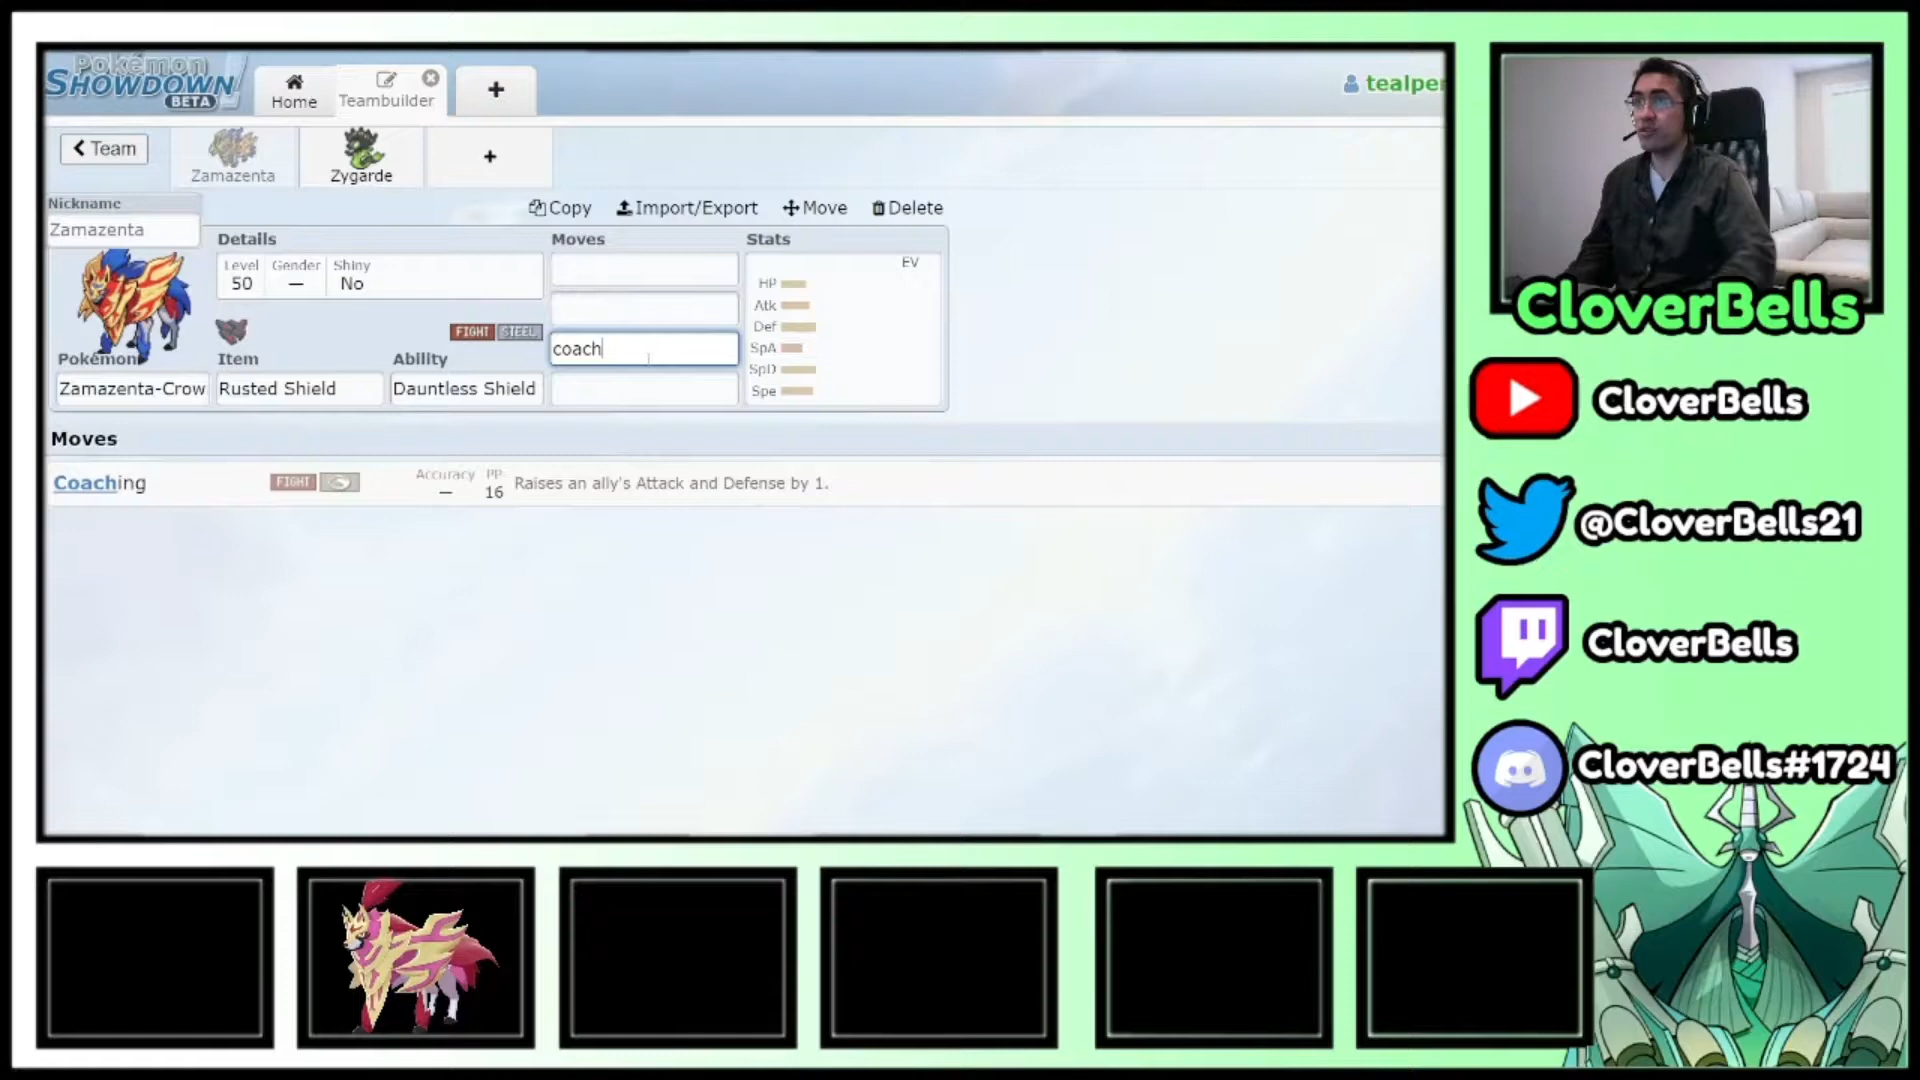 Pokémon
SHOWDOWN
BETA
Home
Teambuilder
+
tealper
Team
Zamazenta
Zygarde
+
Nickname
Zamazenta
Copy
Import/Export
Move
Delete
Details
Moves
Stats
Level
Gender
Shiny
50
—
No
EV
HP
Atk
Def
SpA
SpD
Spe
FIGHT
STEEL
coach
Pokémon
Item
Ability
Zamazenta-Crow
Rusted Shield
Dauntless Shield
Moves
Coaching
FIGHT
Accuracy
—
PP
16
Raises an ally's Attack and Defense by 1.
CloverBells
CloverBells
@CloverBells21
CloverBells
CloverBells#1724